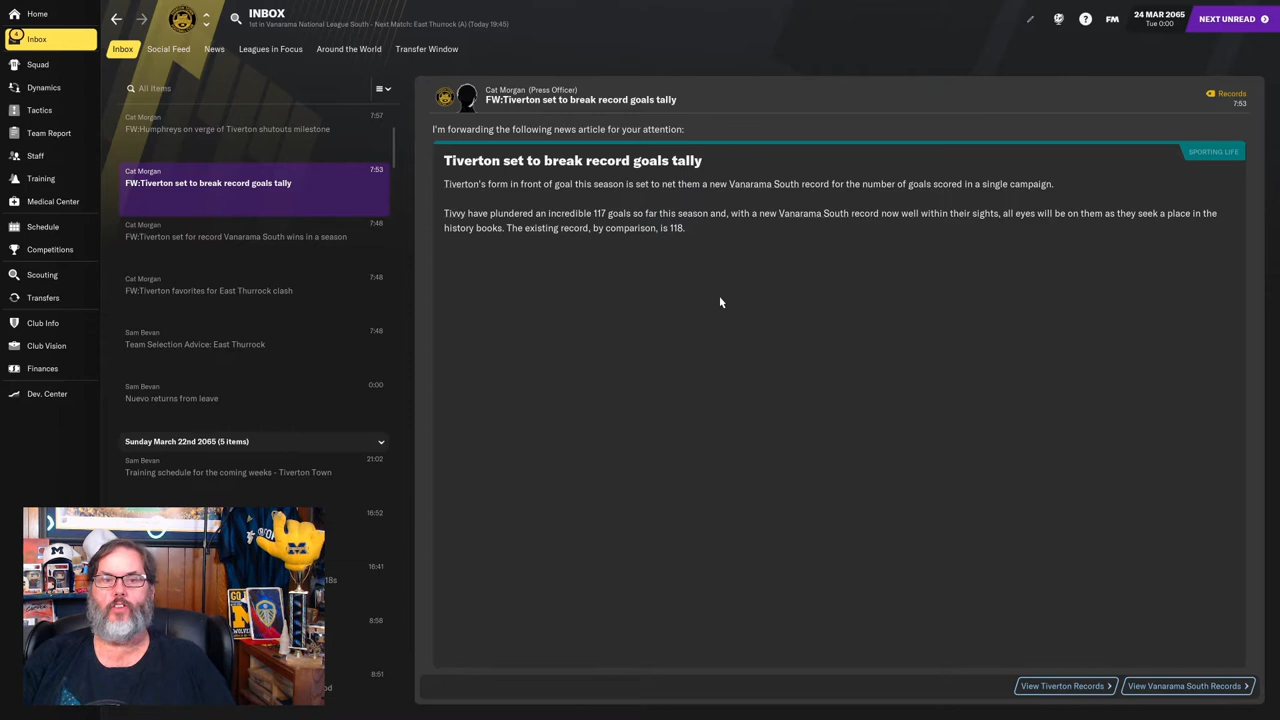 Home
Inbox
4
Squad
Dynamics
Tactics
Team Report
Staff
Training
Medical Center
Schedule
Competitions
Scouting
Transfers
Club Info
Club Vision
Finances
Dev. Center
INBOX
1st in Vanarama National League South - Next Match: East Thurrock (A) (Today 19:45)
FM
24 MAR 2065
Tue 0:00
NEXT UNREAD
Inbox
Social Feed
News
Leagues in Focus
Around the World
Transfer Window
All Items
Cat Morgan 7:57
FW:Humphreys on verge of Tiverton shutouts milestone
Cat Morgan 7:53
FW:Tiverton set to break record goals tally
Cat Morgan 7:48
FW:Tiverton set for record Vanarama South wins in a season
Cat Morgan 7:48
FW:Tiverton favorites for East Thurrock clash
Sam Bevan 7:48
Team Selection Advice: East Thurrock
Sam Bevan 0:00
Nuevo returns from leave
Sunday March 22nd 2065 (5 items)
Sam Bevan 21:02
Training schedule for the coming weeks - Tiverton Town
16:52
16:41
18s
8:58
8:51
Cat Morgan (Press Officer)
FW:Tiverton set to break record goals tally
Records
7:53
I'm forwarding the following news article for your attention:
Tiverton set to break record goals tally
SPORTING LIFE
Tiverton's form in front of goal this season is set to net them a new Vanarama South record for the number of goals scored in a single campaign.
Tivvy have plundered an incredible 117 goals so far this season and, with a new Vanarama South record now well within their sights, all eyes will be on them as they seek a place in the
history books. The existing record, by comparison, is 118.
View Tiverton Records
View Vanarama South Records
M
M
GO